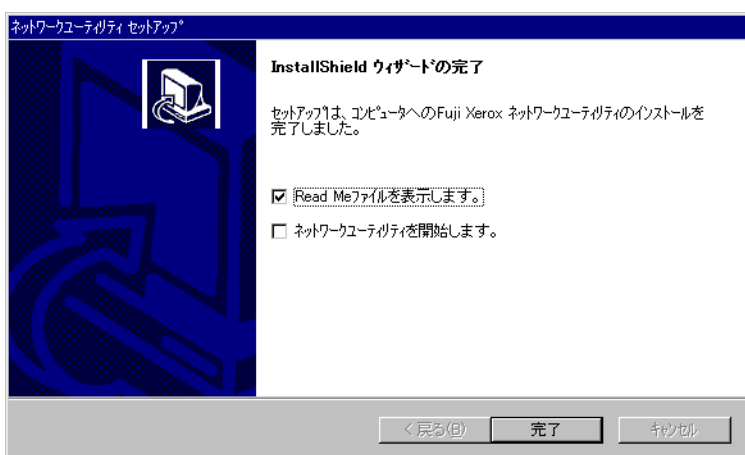 ﾈｯﾄﾜｰｸﾕｰﾃｨﾘﾃｨ ｾｯﾄｱｯﾌﾟ
InstallShield ｳｨｻﾞｰﾄﾞの完了
ｾｯﾄｱｯﾌﾟは、ｺﾝﾋﾟｭｰﾀへのFuji Xerox ﾈｯﾄﾜｰｸﾕｰﾃｨﾘﾃｨのｲﾝｽﾄｰﾙを
完了しました。
Read Meﾌｧｲﾙを表示します。
ﾈｯﾄﾜｰｸﾕｰﾃｨﾘﾃｨを開始します。
< 戻る(B)
完了
ｷｬﾝｾﾙ